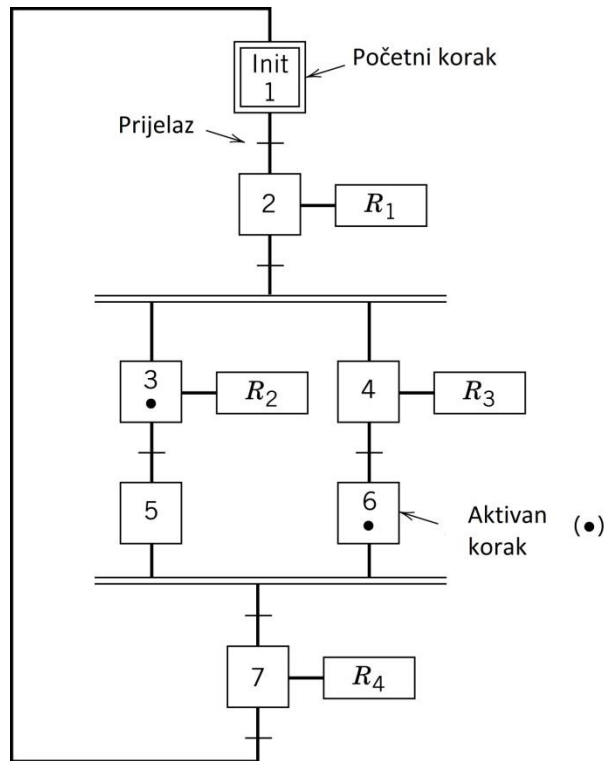 Init
1
Početni korak
Prijelaz
2
R1
3
R2
4
R3
5
6
Aktivan
korak
(•)
7
R4